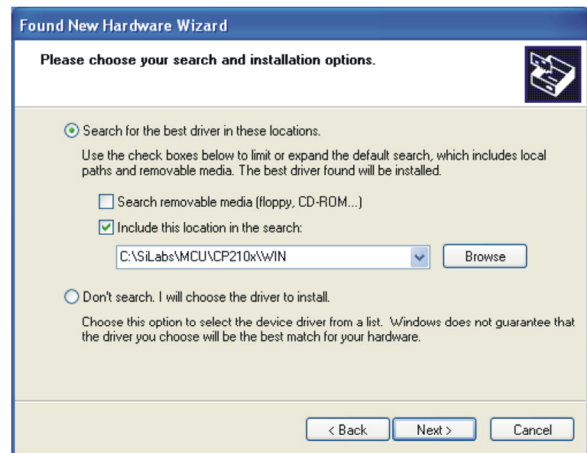 Found New Hardware Wizard
Please choose your search and installation options.
Search for the best driver in these locations.
Use the check boxes below to limit or expand the default search, which includes local
paths and removable media. The best driver found will be installed.
Search removable media (floppy, CD-ROM...)
Include this location in the search:
C:\SiLabs\MCU\CP210x\WIN
Browse
Don't search. I will choose the driver to install.
Choose this option to select the device driver from a list. Windows does not guarantee that
the driver you choose will be the best match for your hardware.
< Back
Next >
Cancel